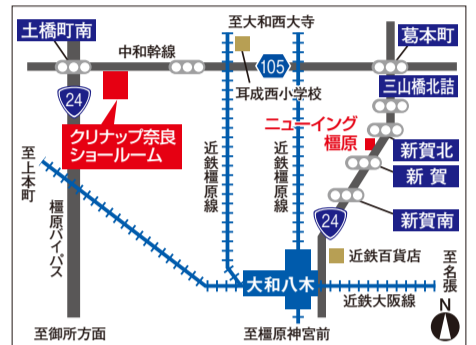 至大和西大寺
土橋町南
中和幹線
105
葛本町
耳成西小学校
三山橋北詰
24
クリナップ奈良
ショールーム
ニューイング
橿原
新賀北
新賀
新賀南
至上本町
橿原バイパス
近鉄橿原線
近鉄橿原線
24
近鉄百貨店
至名張
大和八木
近鉄大阪線
N
至御所方面
至橿原神宮前